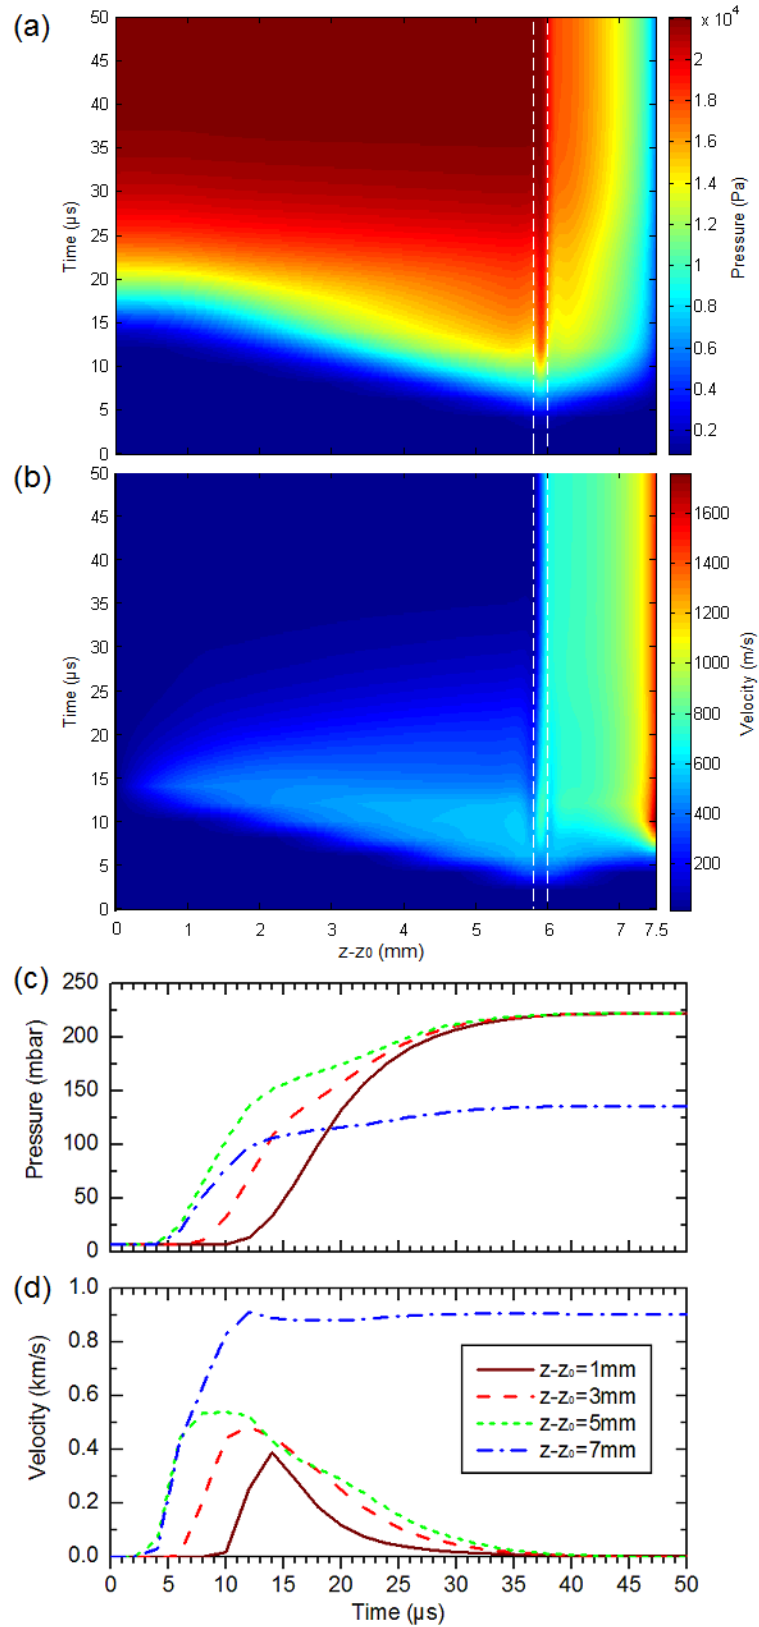 (a)
50
45
40
35
30
25
20
15
10
5
0
Time (µs)
x 10⁴
2
1.8
1.6
1.4
1.2
1
0.8
0.6
0.4
0.2
Pressure (Pa)
(b)
50
45
40
35
30
25
20
15
10
5
0
Time (µs)
0 1 2 3 4 5 6 7 7.5
z-z₀ (mm)
1600
1400
1200
1000
800
600
400
200
Velocity (m/s)
(c)
250
200
150
100
50
0
Pressure (mbar)
(d)
1.0
0.8
0.6
0.4
0.2
0.0
Velocity (km/s)
z-z₀=1mm
z-z₀=3mm
z-z₀=5mm
z-z₀=7mm
0 5 10 15 20 25 30 35 40 45 50
Time (µs)